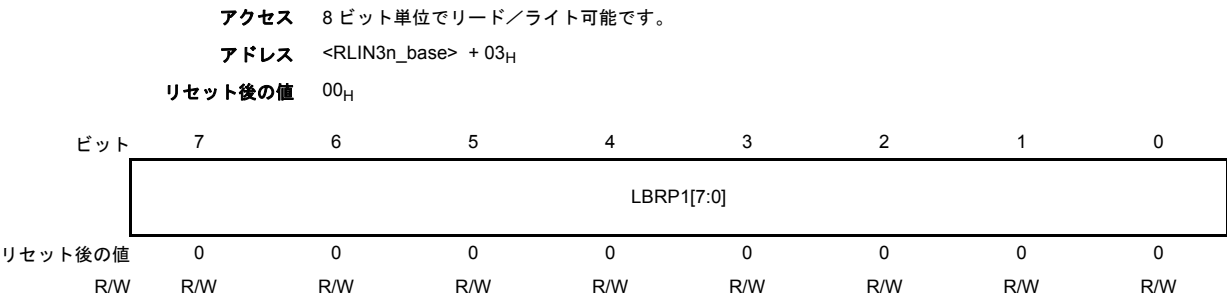 アクセス 8 ビット単位でリード／ライト可能です。
アドレス <RLIN3n_base> + 03H
リセット後の値 00H
ビット 7 6 5 4 3 2 1 0
LBRP1[7:0]
リセット後の値 0 0 0 0 0 0 0 0
R/W R/W R/W R/W R/W R/W R/W R/W R/W